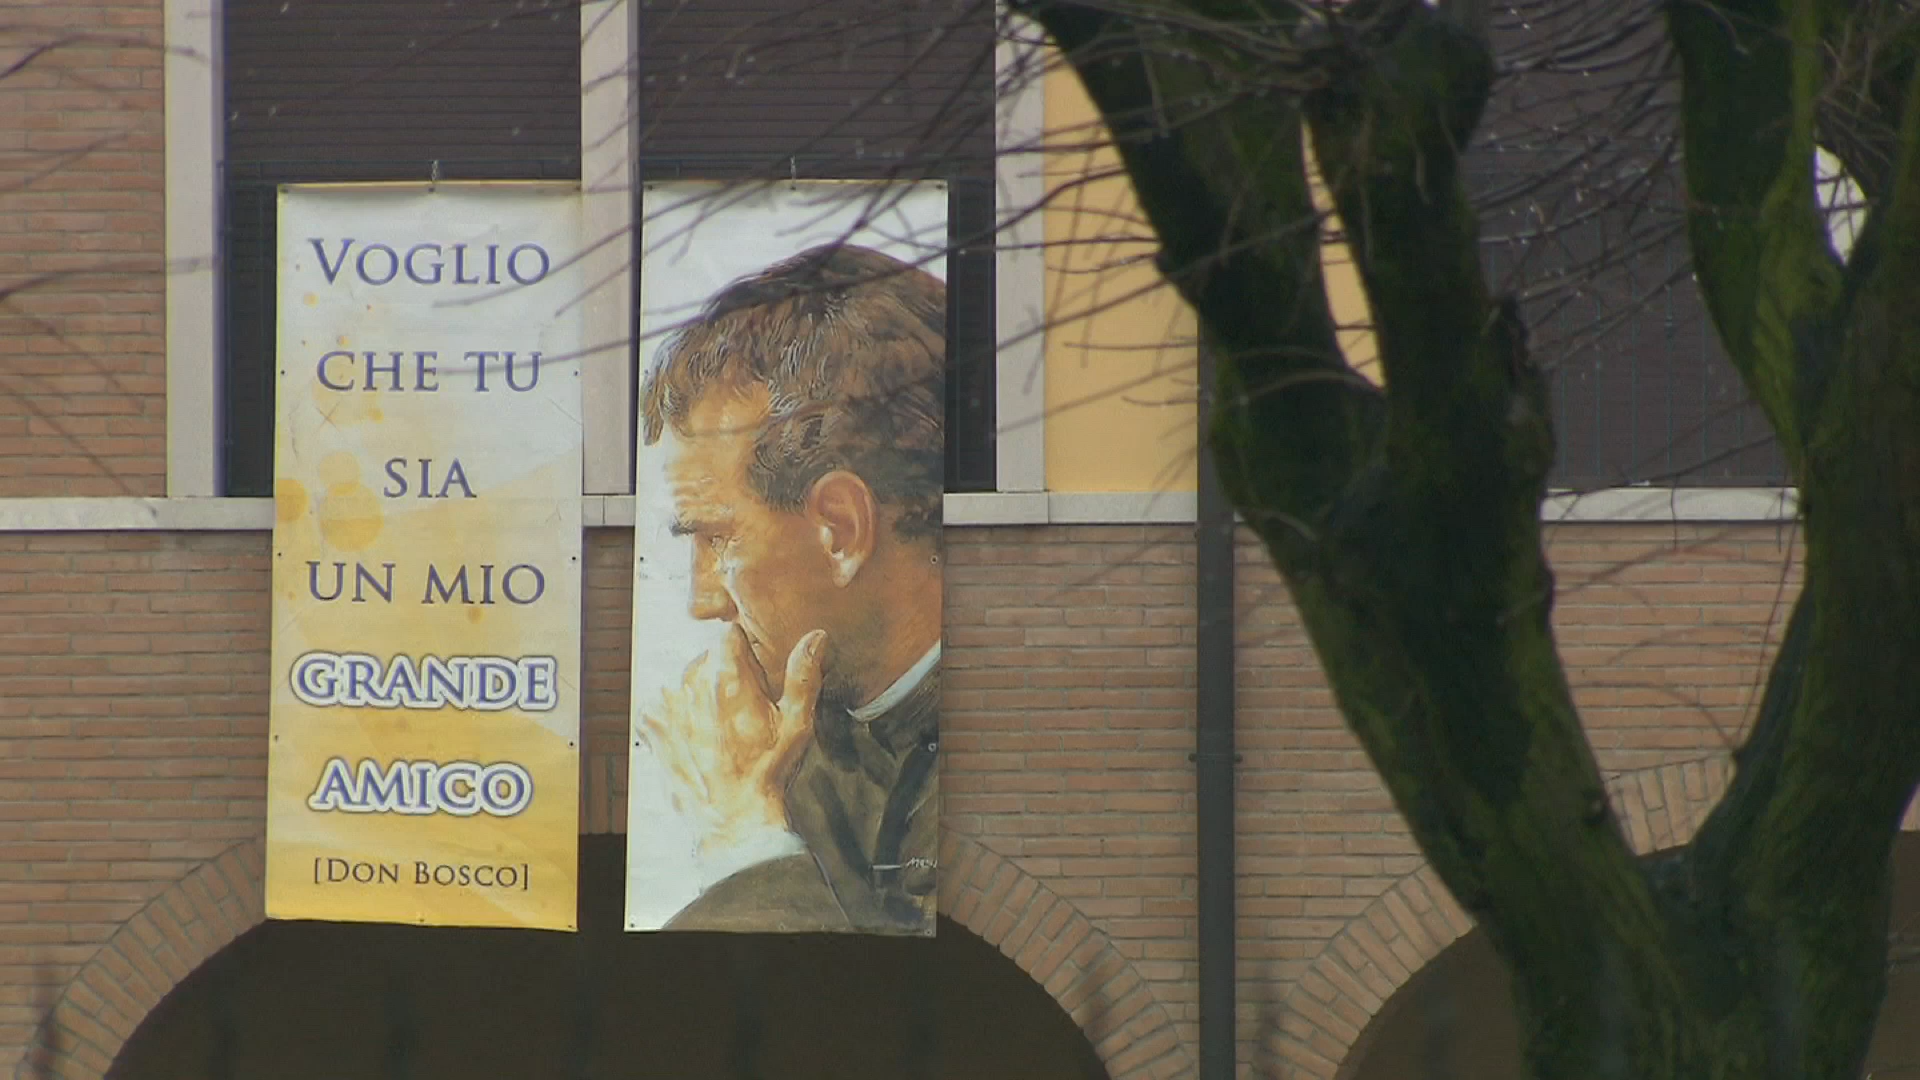 VOGLIO
CHE TU
SIA
UN MIO
GRANDE
AMICO
[DON BOSCO]